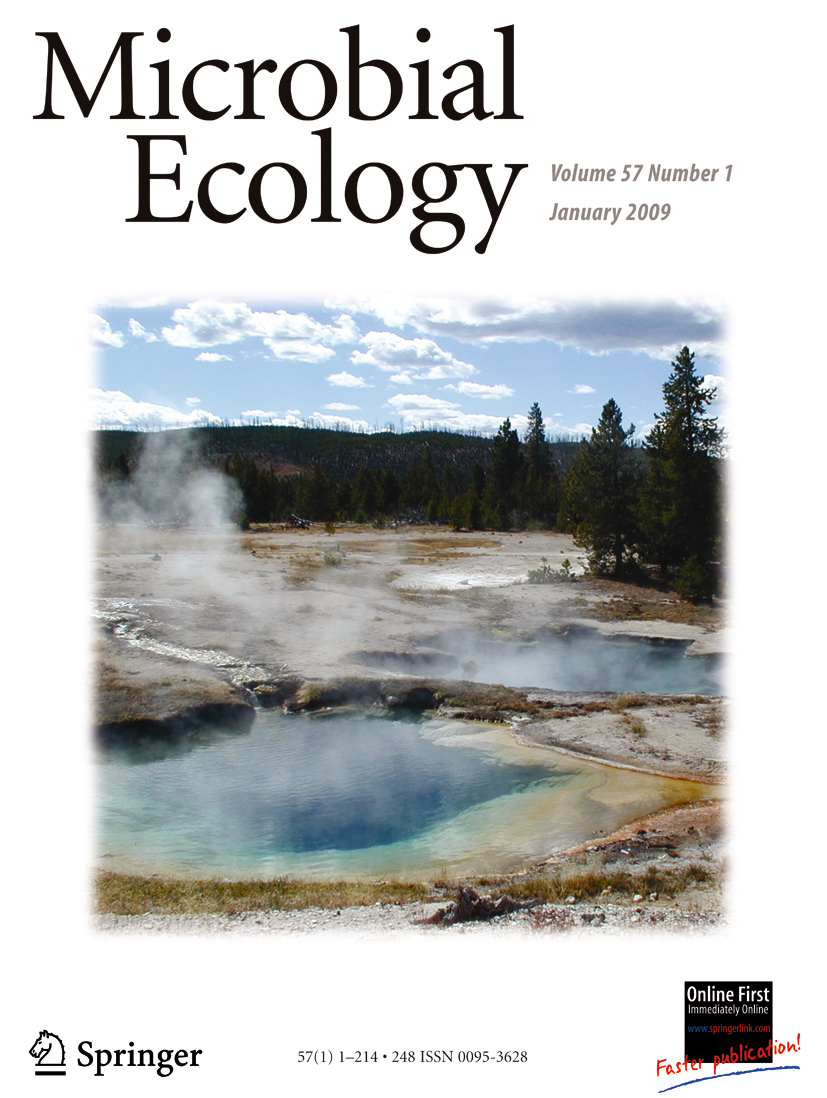 Microbial
Ecology
Volume 57 Number 1
January 2009
Online First
Immediately Online
www.springerlink.com
Faster publication!
Springer
57(1) 1–214 • 248 ISSN 0095-3628